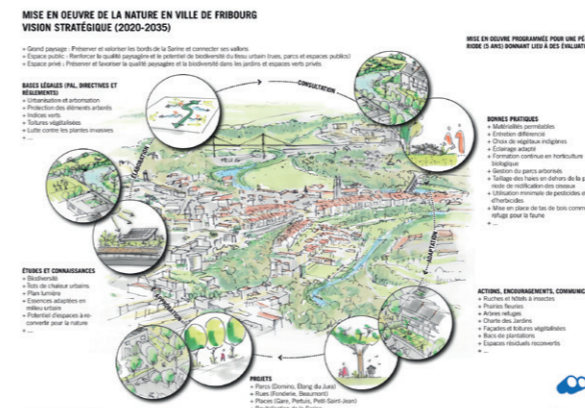 MISE EN OEUVRE DE LA NATURE EN VILLE DE FRIBOURG
VISION STRATÉGIQUE (2020-2035)
+ Grand paysage : Préserver et valoriser les bords de la Sarine et connecter ses vallons
+ Espace public : Renforcer la qualité paysagère et le potentiel de biodiversité du tissu urbain (rues, parcs et espaces publics)
+ Espace privé : Préserver et favoriser la qualité paysagère et la biodiversité dans les jardins et espaces verts privés
MISE EN OEUVRE PROGRAMMÉE POUR UNE PÉ
RIODE (5 ANS) DONNANT LIEU À DES ÉVALUATI
BASES LÉGALES (PAL, DIRECTIVES ET
RÈGLEMENTS)
+ Urbanisation et arborisation
+ Protection des éléments arborés
+ Indices verts
+ Toitures végétalisées
+ Lutte contre les plantes invasives
+ ...
CONSULTATION
ADAPTATION
BONNES PRATIQUES
+ Matérialités perméables
+ Entretien différencié
+ Choix de végétaux indigènes
+ Éclairage adapté
+ Formation continue en horticulture
biologique
+ Gestion du parcs arborisés
+ Taillage des haies en dehors de la p
riode de nidification des oiseaux
+ Utilisation minimale de pesticides et
d'herbicides
+ Mise en place de tas de bois comm
refuge pour la faune
+ ...
ÉTUDES ET CONNAISSANCES
+ Biodiversité
+ Îlots de chaleur urbains
+ Plan lumière
+ Essences adaptées en
milieu urbain
+ Potentiel d'espaces à re-
convertir pour la nature
+ ...
ACTIONS, ENCOURAGEMENTS, COMMUNIC
+ Ruches et hôtels à insectes
+ Prairies fleuries
+ Arbres refuges
+ Charte des Jardins
+ Façades et toitures végétalisées
+ Bacs de plantations
+ Espaces résiduels reconvertis
+ ...
PROJETS
+ Parcs (Domino, Étang du Jura)
+ Rues (Fonderie, Beaumont)
+ Places (Gare, Pertuis, Petit-Saint-Jean)